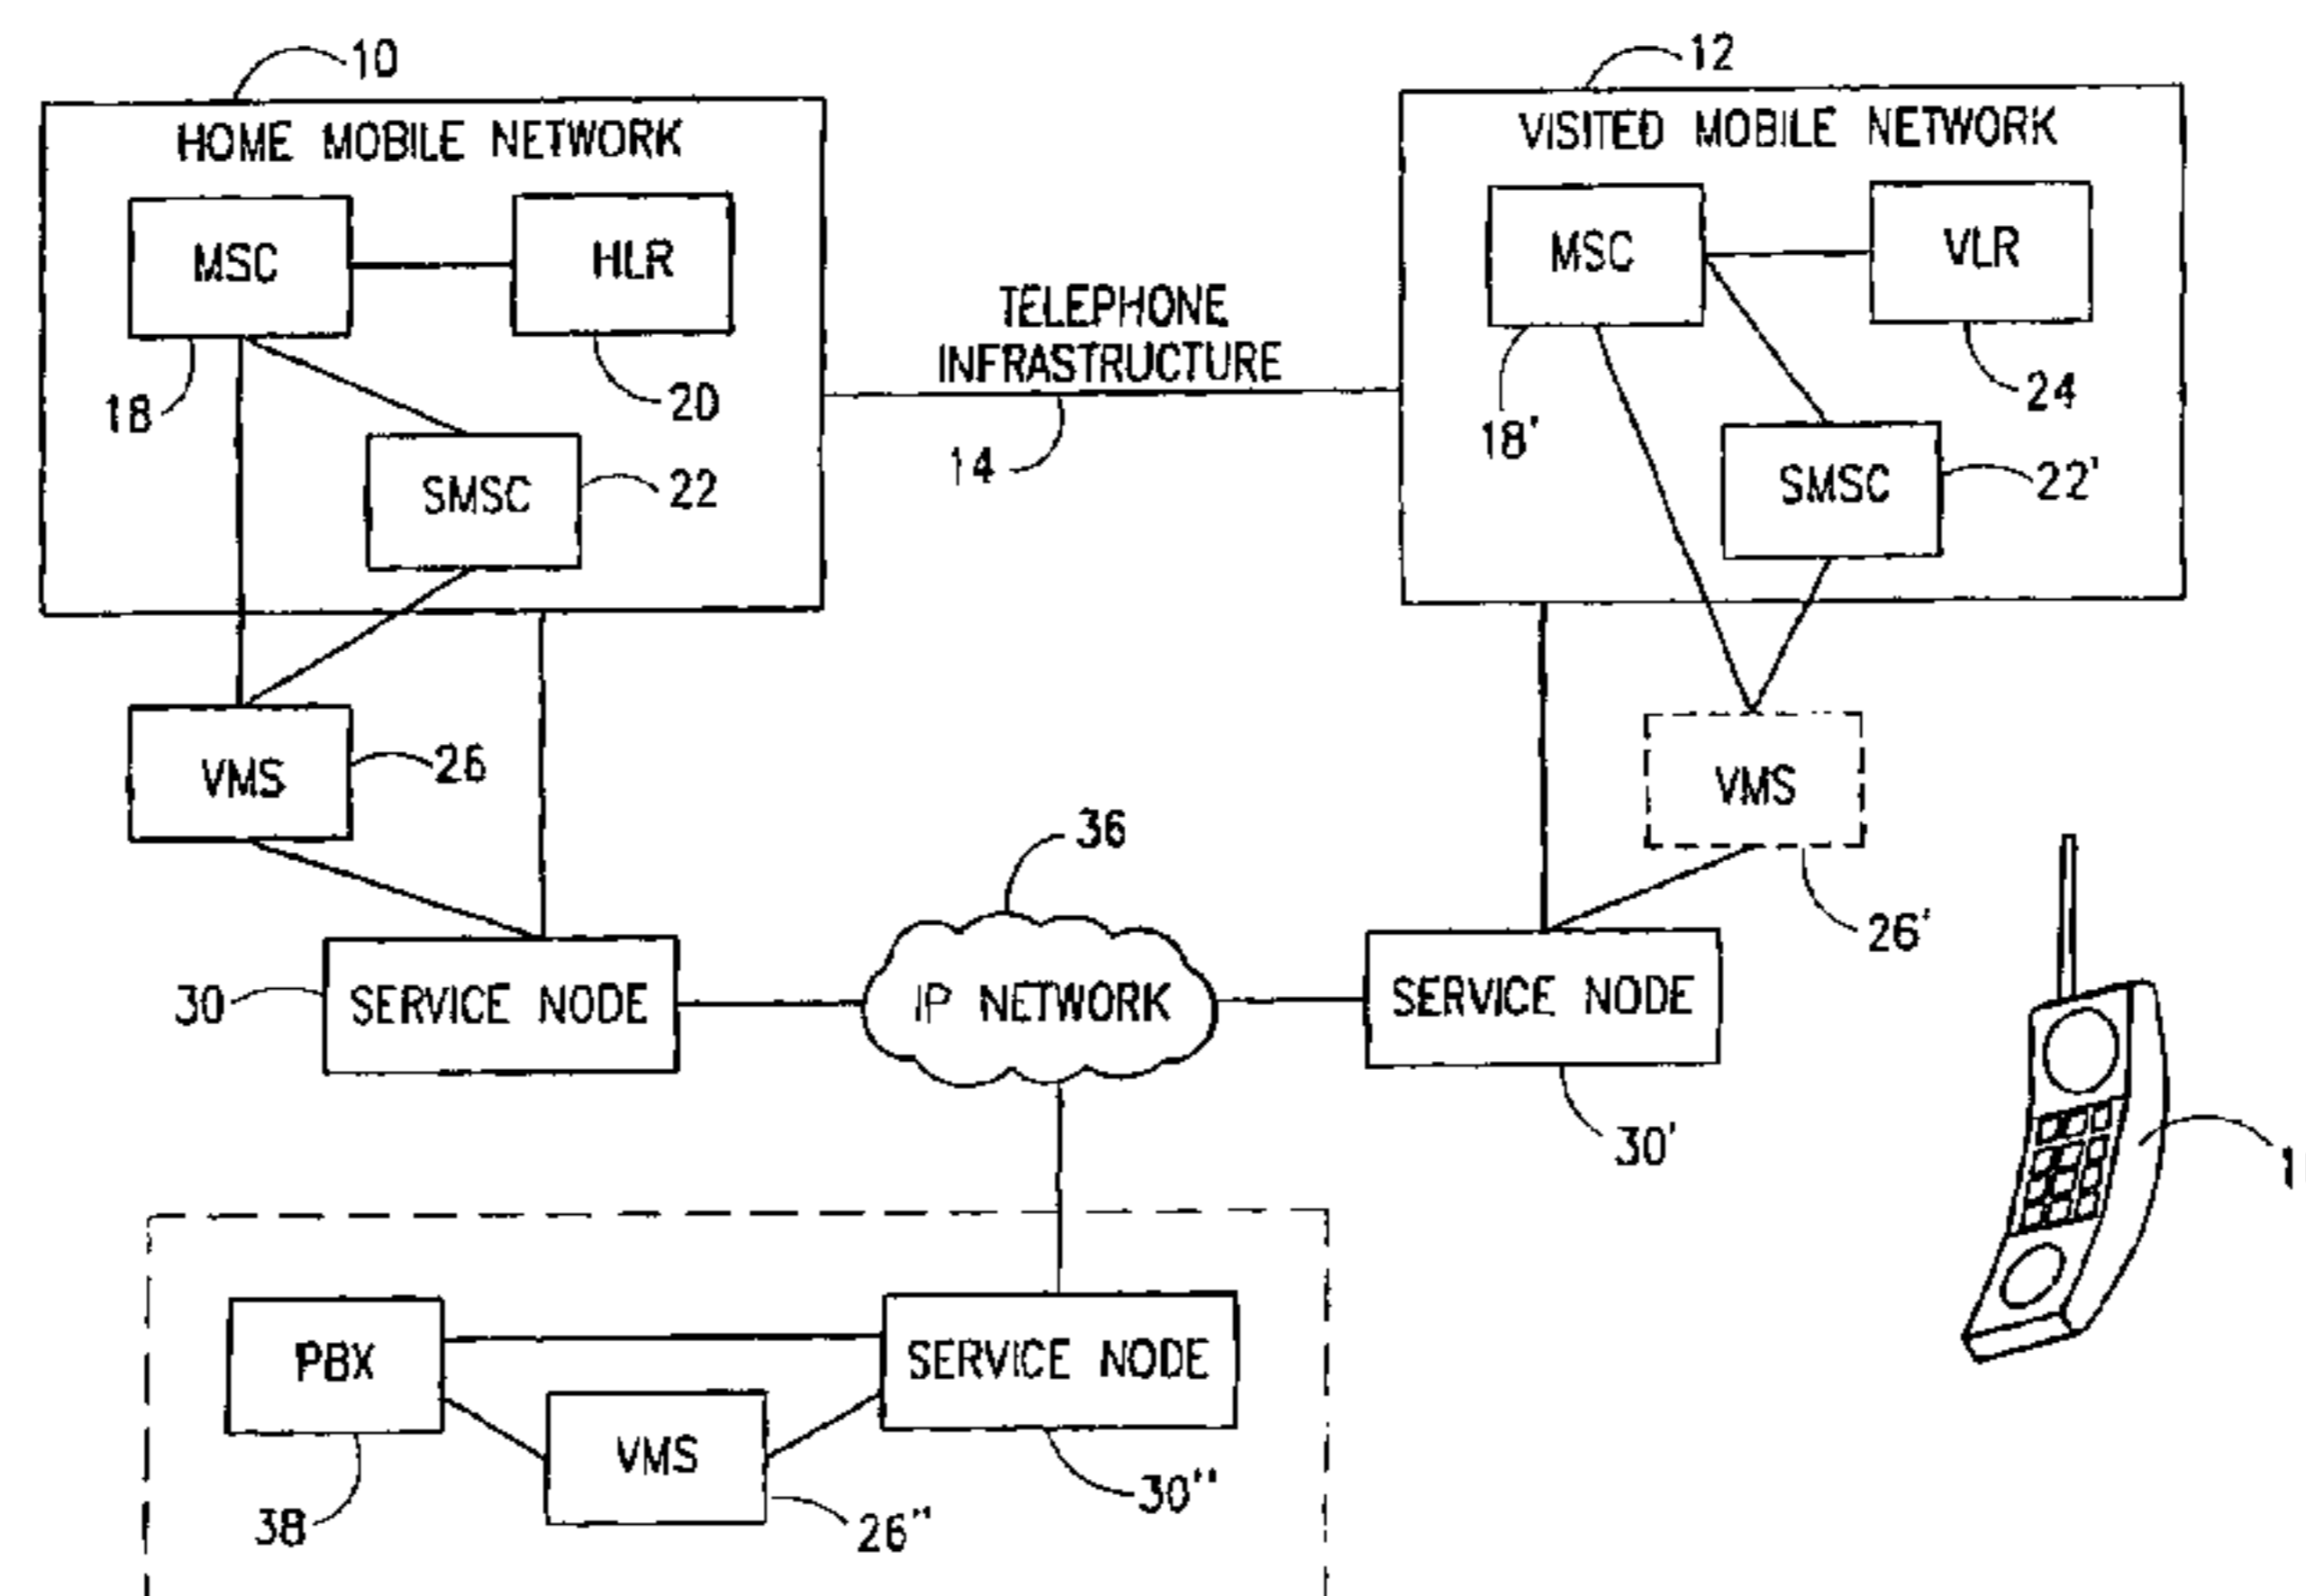 10
12
HOME MOBILE NETWORK
VISITED MOBILE NETWORK
MSC
HLR
MSC
VLR
TELEPHONE
INFRASTRUCTURE
18
20
14
18'
24
SMSC
22
SMSC
22'
VMS
26
VMS
36
26'
30
SERVICE NODE
IP NETWORK
SERVICE NODE
30'
PBX
SERVICE NODE
VMS
38
26"
30"